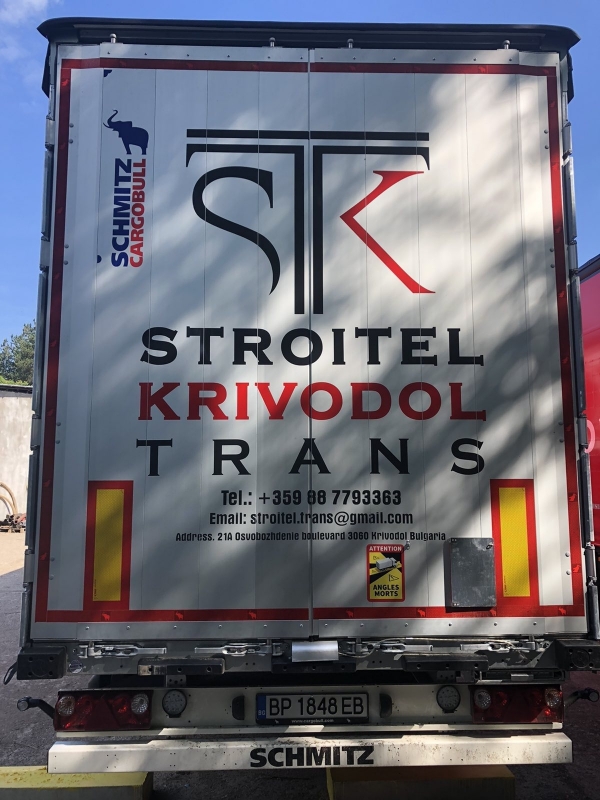 SCHMITZ
CARGOBULL
STK
STROITEL
KRIVODOL
TRANS
Tel.: +359 88 7793363
Email: stroitel.trans@gmail.com
Address. 21A Osvobozhdenie boulevard 3060 Krivodol Bulgaria
ATTENTION
ANGLES
MORTS
BG
BP 1848 EB
SCHMITZ